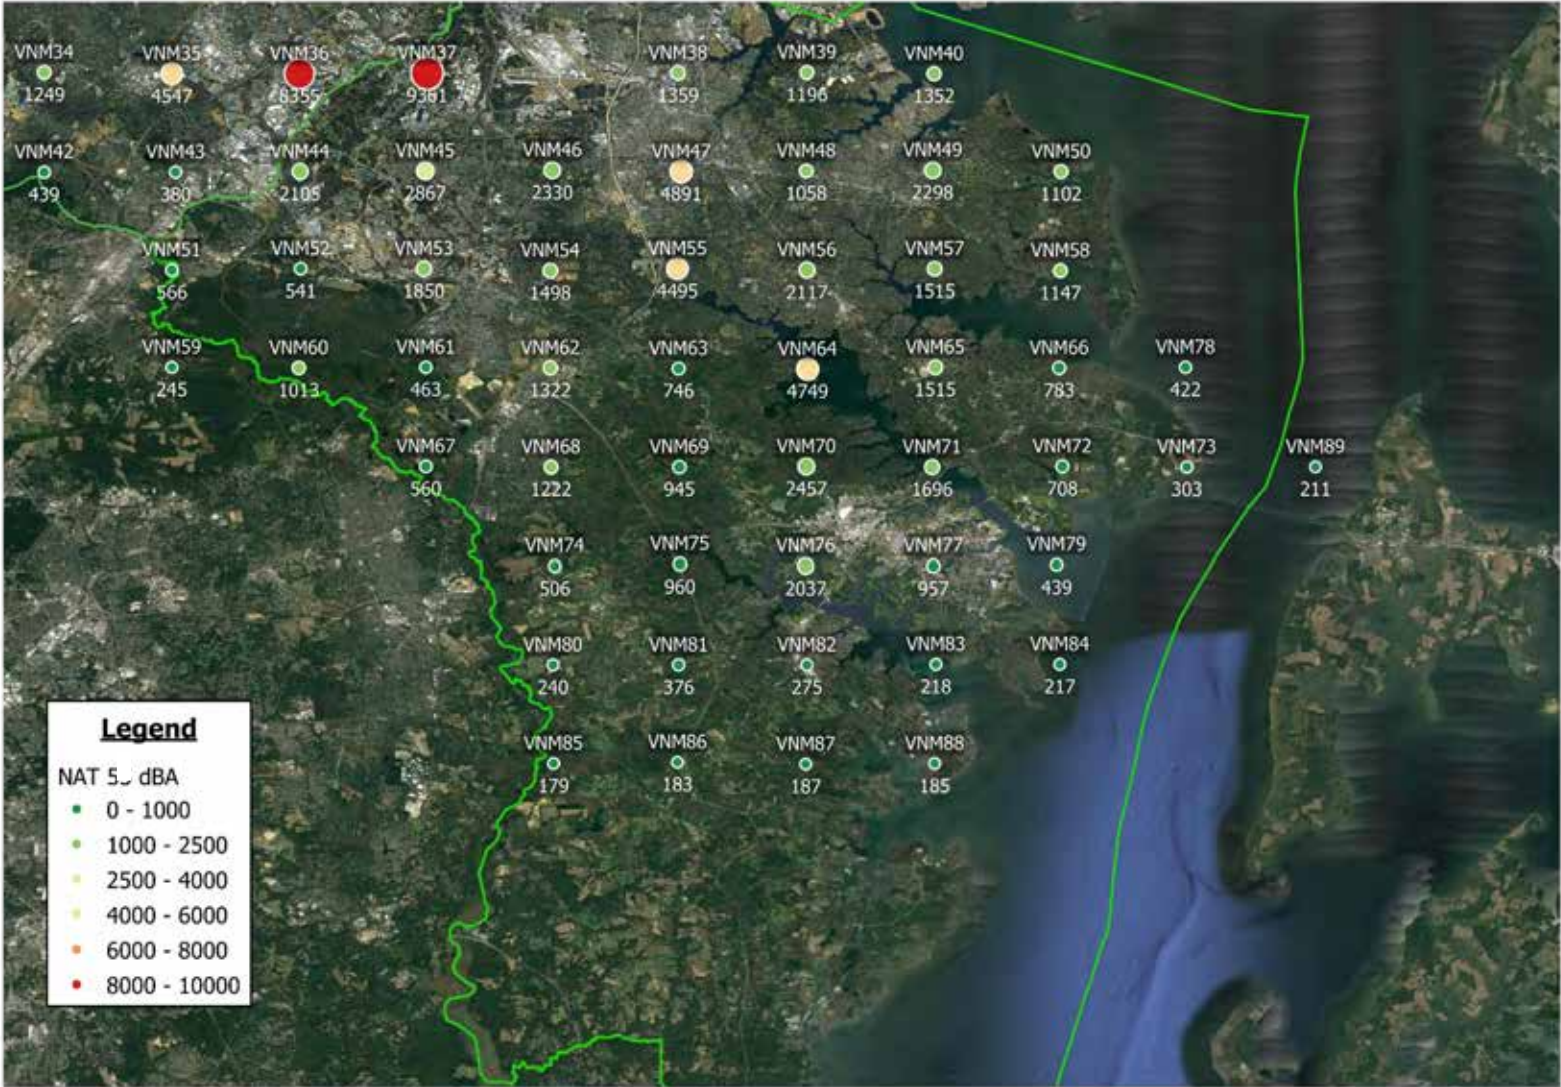 VNM34 VNM35 VNM36 VNM37 VNM38 VNM39 VNM40
1249 4547 8355 1359 1196 1352
VNM42 VNM43 VNM44 VNM45 VNM46 VNM47 VNM48 VNM49 VNM50
439 380 2105 2867 2330 4891 1058 2298 1102
VNM51 VNM52 VNM53 VNM54 VNM55 VNM56 VNM57 VNM58
566 541 1850 1498 4495 2117 1515 1147
VNM59 VNM60 VNM61 VNM62 VNM63 VNM64 VNM65 VNM66 VNM78
245 1013 463 1322 746 4749 1515 783 422
VNM67 VNM68 VNM69 VNM70 VNM71 VNM72 VNM73 VNM89
560 1222 945 2457 1696 708 303 211
VNM74 VNM75 VNM76 VNM77 VNM79
506 960 2037 957 439
VNM80 VNM81 VNM82 VNM83 VNM84
240 376 275 218 217
VNM85 VNM86 VNM87 VNM88
179 183 187 185
Legend
NAT dBA
0 - 1000
1000 - 2500
2500 - 4000
4000 - 6000
6000 - 8000
8000 - 10000